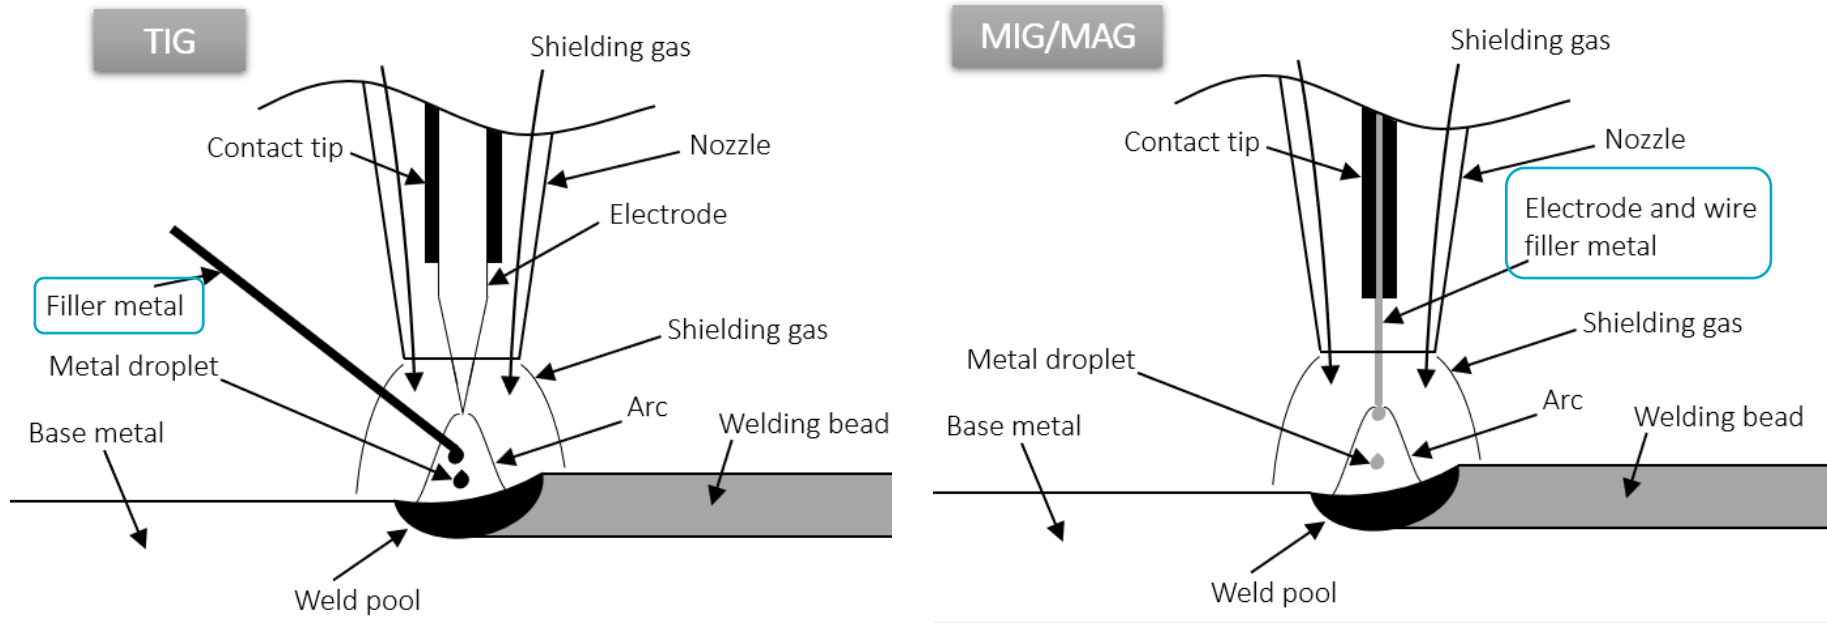 TIG
Shielding gas
Contact tip
Nozzle
Electrode
Filler metal
Shielding gas
Metal droplet
Arc
Welding bead
Base metal
Weld pool
MIG/MAG
Shielding gas
Contact tip
Nozzle
Electrode and wire
filler metal
Shielding gas
Metal droplet
Arc
Welding bead
Base metal
Weld pool